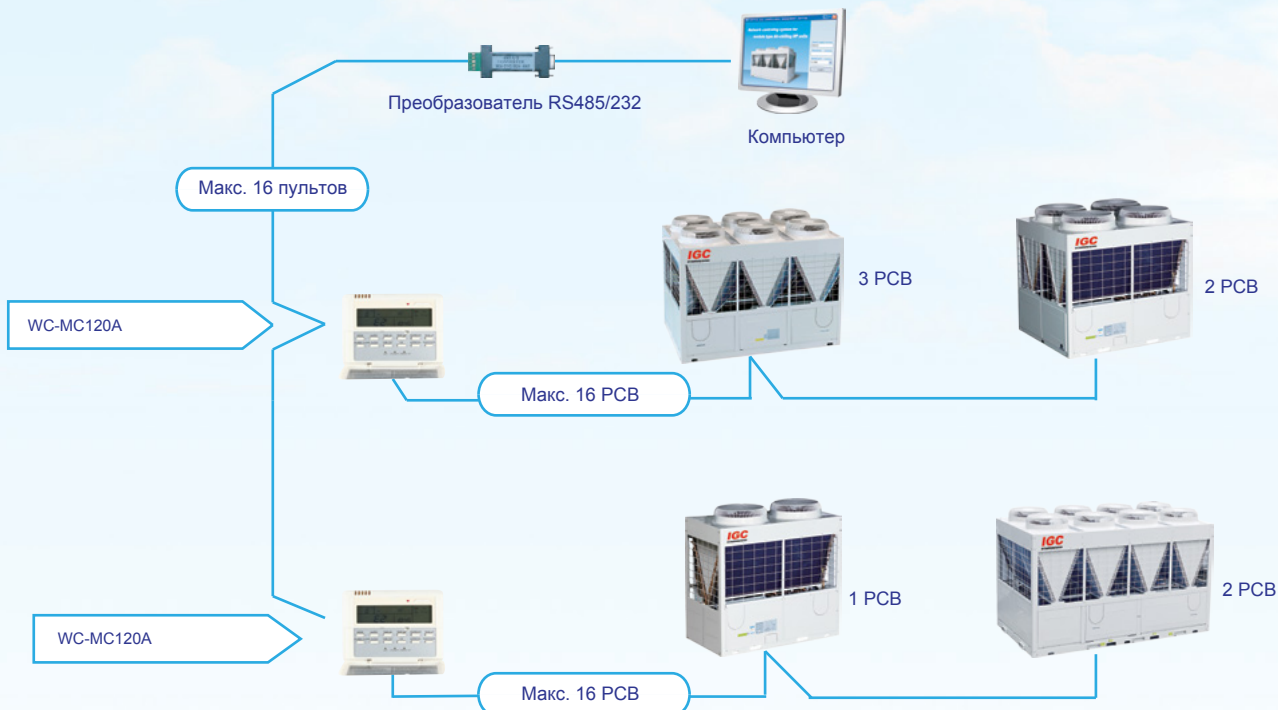 Преобразователь RS485/232
Компьютер
Макс. 16 пультов
IGC
3 PCB
IGC
2 PCB
WC-MC120A
Макс. 16 PCB
IGC
1 PCB
IGC
2 PCB
WC-MC120A
Макс. 16 PCB